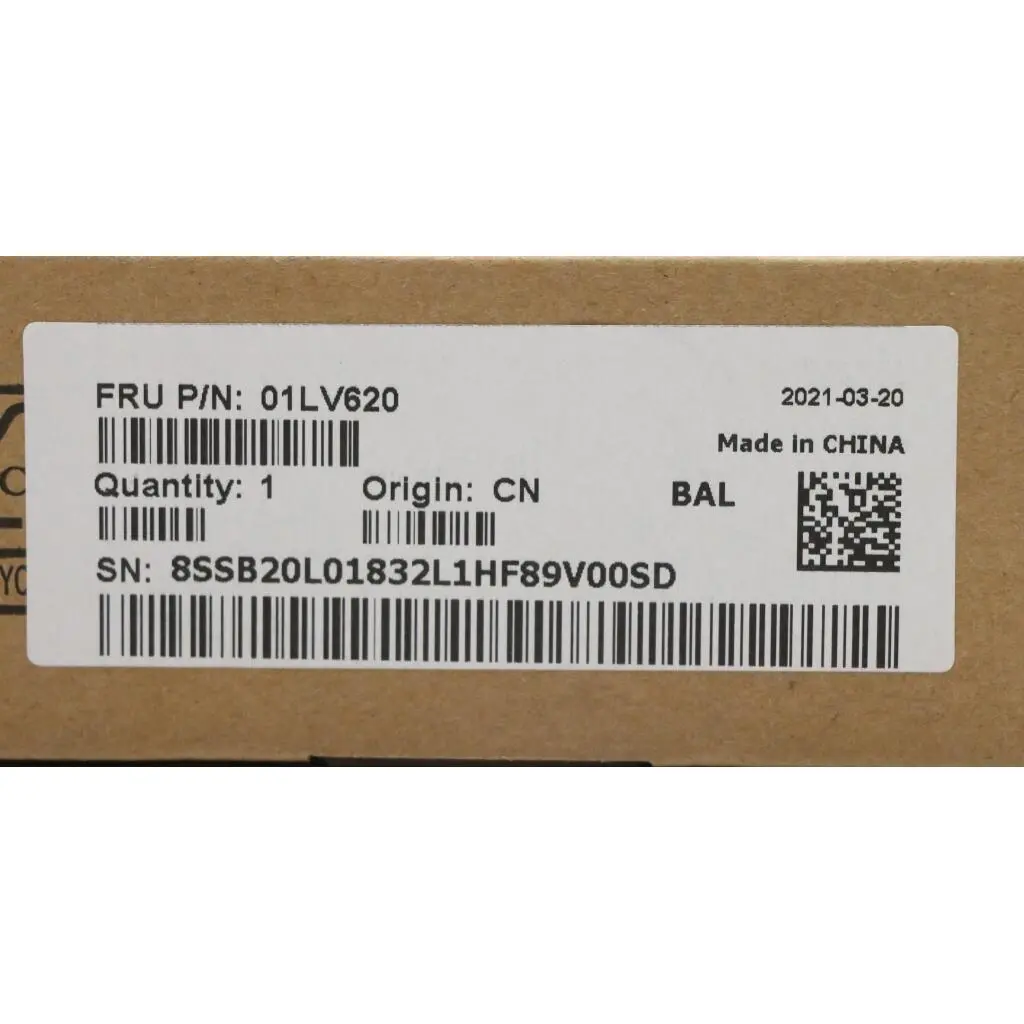 FRU P/N: 01LV620
2021-03-20
Made in CHINA
Quantity: 1
Origin: CN
BAL
SN: 8SSB20L01832L1HF89V00SD